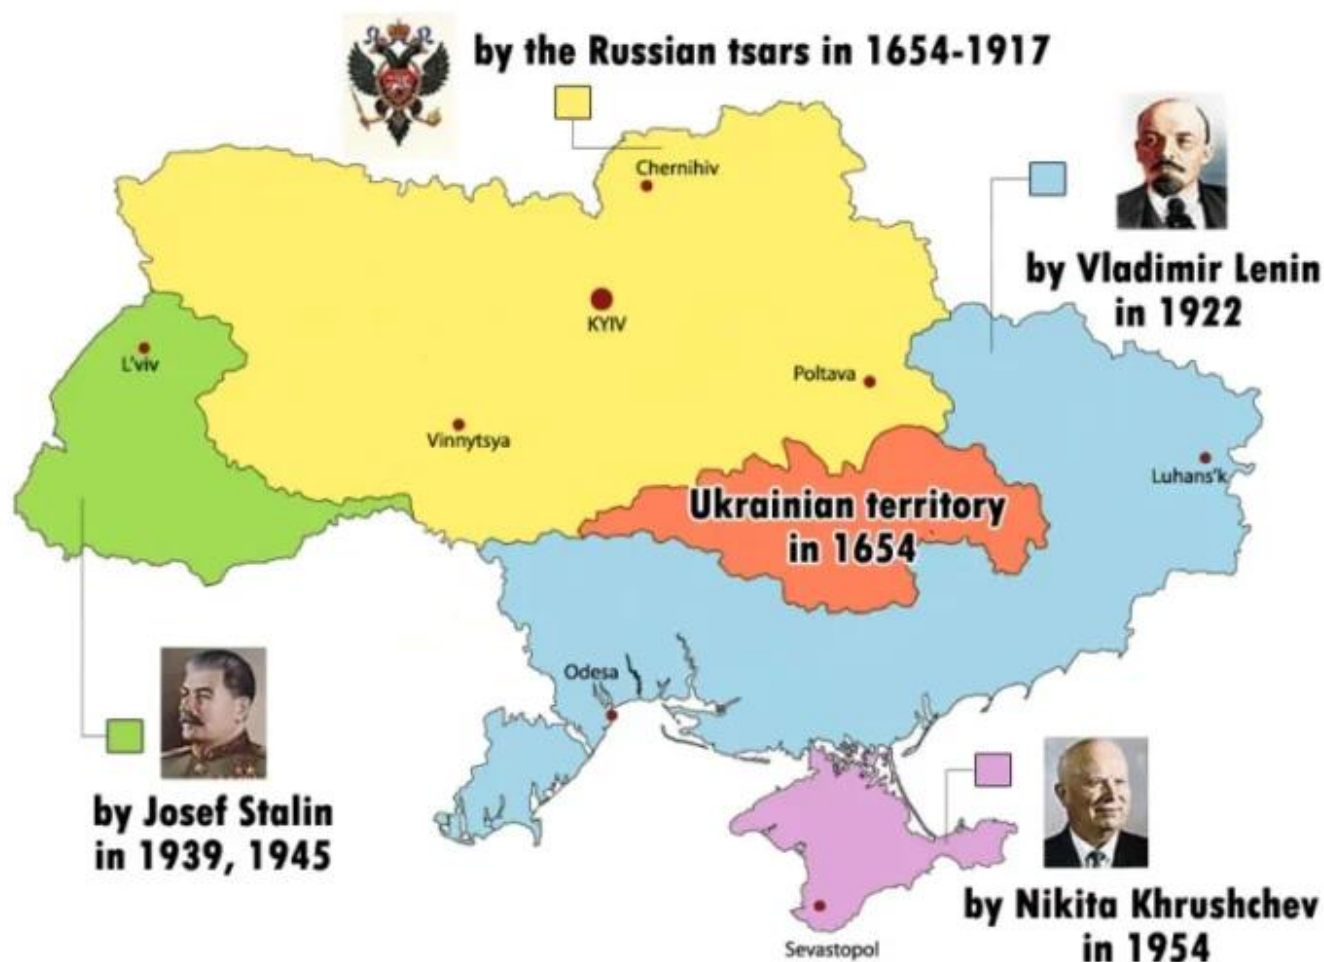 by the Russian tsars in 1654-1917
Chernihiv
by Vladimir Lenin
in 1922
KYIV
L'viv
Poltava
Vinnytsya
Luhans'k
Ukrainian territory
in 1654
Odesa
by Josef Stalin
in 1939, 1945
by Nikita Khrushchev
in 1954
Sevastopol